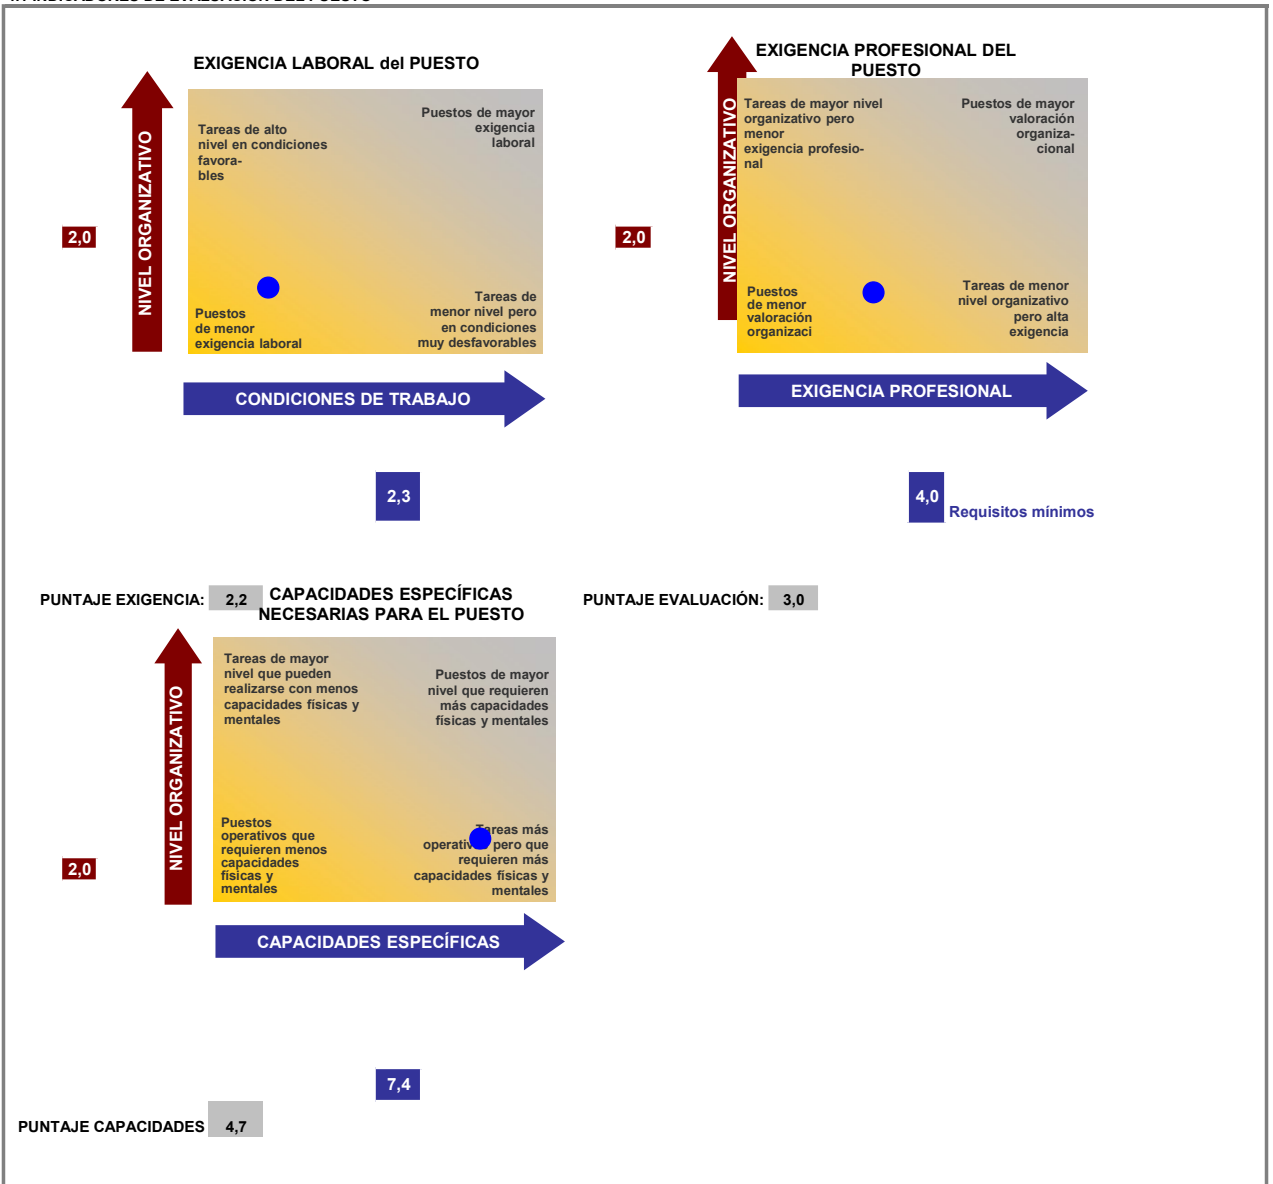 EXIGENCIA LABORAL del PUESTO
NIVEL ORGANIZATIVO
Tareas de alto
nivel en condiciones
favora-
bles
Puestos de mayor
exigencia
laboral
2,0
Puestos
de menor
exigencia laboral
Tareas de
menor nivel pero
en condiciones
muy desfavorables
CONDICIONES DE TRABAJO
2,3
EXIGENCIA PROFESIONAL DEL
PUESTO
NIVEL ORGANIZATIVO
Tareas de mayor nivel
organizativo pero
menor
exigencia profesio-
nal
Puestos de mayor
valoración
organiza-
cional
2,0
Puestos
de menor
valoración
organizaci
Tareas de menor
nivel organizativo
pero alta
exigencia
EXIGENCIA PROFESIONAL
4,0
Requisitos mínimos
PUNTAJE EXIGENCIA: 2,2
PUNTAJE EVALUACIÓN: 3,0
CAPACIDADES ESPECÍFICAS
NECESARIAS PARA EL PUESTO
NIVEL ORGANIZATIVO
Tareas de mayor
nivel que pueden
realizarse con menos
capacidades físicas y
mentales
Puestos de mayor
nivel que requieren
más capacidades
físicas y mentales
2,0
Puestos
operativos que
requieren menos
capacidades
físicas y
mentales
Tareas más
pero que
requieren más
capacidades físicas y
mentales
CAPACIDADES ESPECÍFICAS
7,4
PUNTAJE CAPACIDADES 4,7